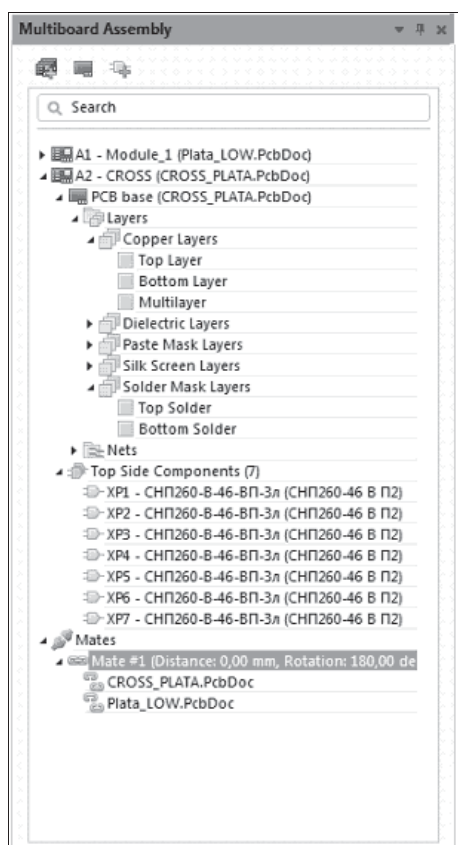 Multiboard Assembly
Search
A1 - Module_1 (Plata_LOW.PcbDoc)
A2 - CROSS (CROSS_PLATA.PcbDoc)
PCB base (CROSS_PLATA.PcbDoc)
Layers
Copper Layers
Top Layer
Bottom Layer
Multilayer
Dielectric Layers
Paste Mask Layers
Silk Screen Layers
Solder Mask Layers
Top Solder
Bottom Solder
Nets
Top Side Components (7)
XP1 - СНП260-В-46-ВП-3л (СНП260-46 В П2)
XP2 - СНП260-В-46-ВП-3л (СНП260-46 В П2)
XP3 - СНП260-В-46-ВП-3л (СНП260-46 В П2)
XP4 - СНП260-В-46-ВП-3л (СНП260-46 В П2)
XP5 - СНП260-В-46-ВП-3л (СНП260-46 В П2)
XP6 - СНП260-В-46-ВП-3л (СНП260-46 В П2)
XP7 - СНП260-В-46-ВП-3л (СНП260-46 В П2)
Mates
Mate #1 (Distance: 0,00 mm, Rotation: 180,00 de
CROSS_PLATA.PcbDoc
Plata_LOW.PcbDoc